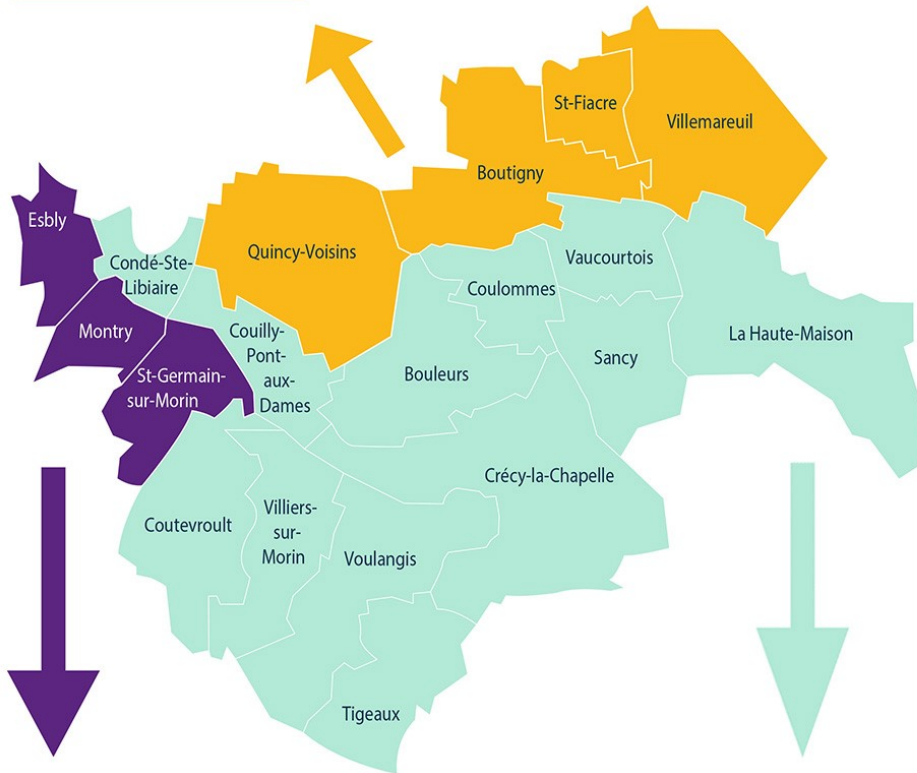 St-Fiacre
Villemareuil
Boutigny
Esbly
Quincy-Voisins
Condé-Ste-
Libiaire
Vaucourtois
Coulommes
Montry
Couilly-
Pont-
aux-
Dames
La Haute-Maison
Sancy
St-Germain-
sur-Morin
Bouleurs
Crécy-la-Chapelle
Coutevroult
Villiers-
sur-
Morin
Voulangis
Tigeaux